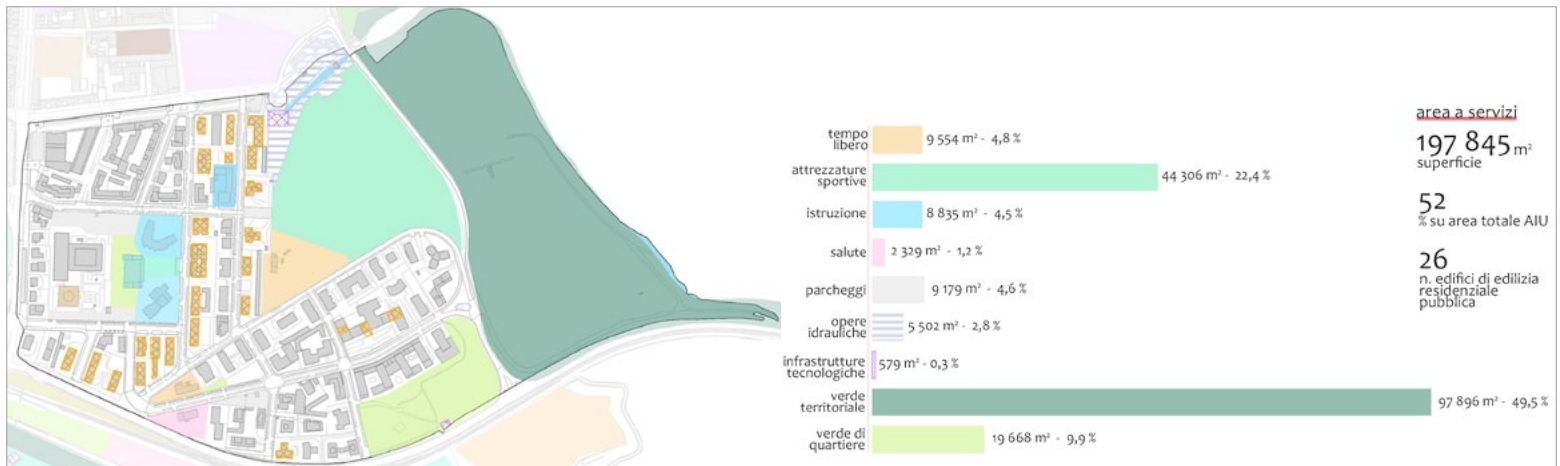 tempo
libero
9 554 m² - 4,8 %
attrezzature
sportive
44 306 m² - 22,4 %
istruzione
8 835 m² - 4,5 %
salute
2 329 m² - 1,2 %
parcheggi
9 179 m² - 4,6 %
opere
idrauliche
5 502 m² - 2,8 %
infrastrutture
tecnologiche
579 m² - 0,3 %
verde
territoriale
97 896 m² - 49,5 %
verde di
quartiere
19 668 m² - 9,9 %
area a servizi
197 845 m²
superficie
52
% su area totale AIU
26
n. edifici di edilizia
residenziale
pubblica